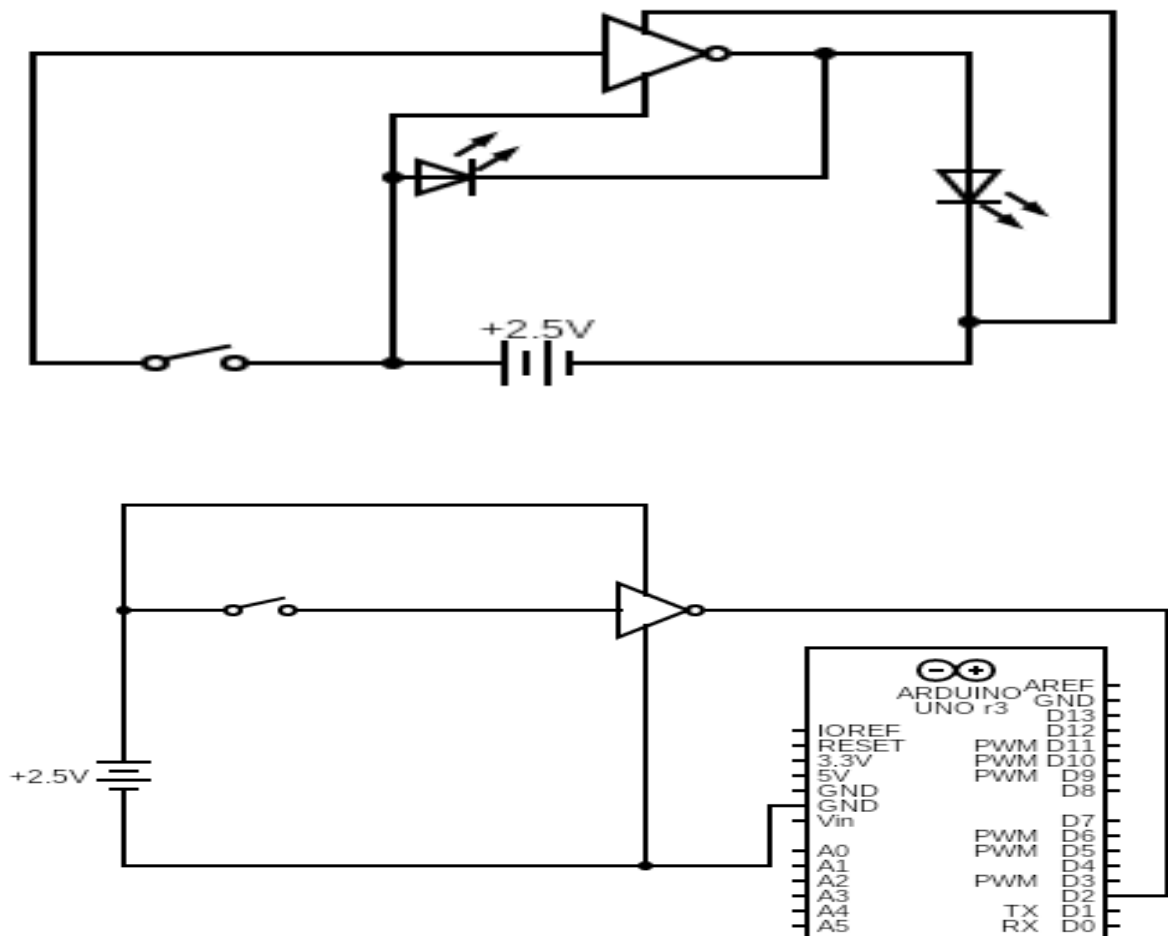 +2.5V
+2.5V
ARDUINO
UNO r3
IOREF
RESET
3.3V
5V
GND
GND
Vin
A0
A1
A2
A3
A4
A5
AREF
GND
D13
D12
PWM D11
PWM D10
PWM D9
D8
D7
PWM D6
PWM D5
D4
PWM D3
D2
TX D1
RX D0